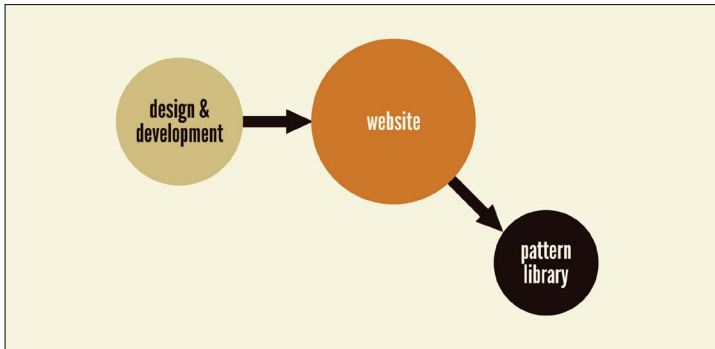 design &
development
website
pattern
library